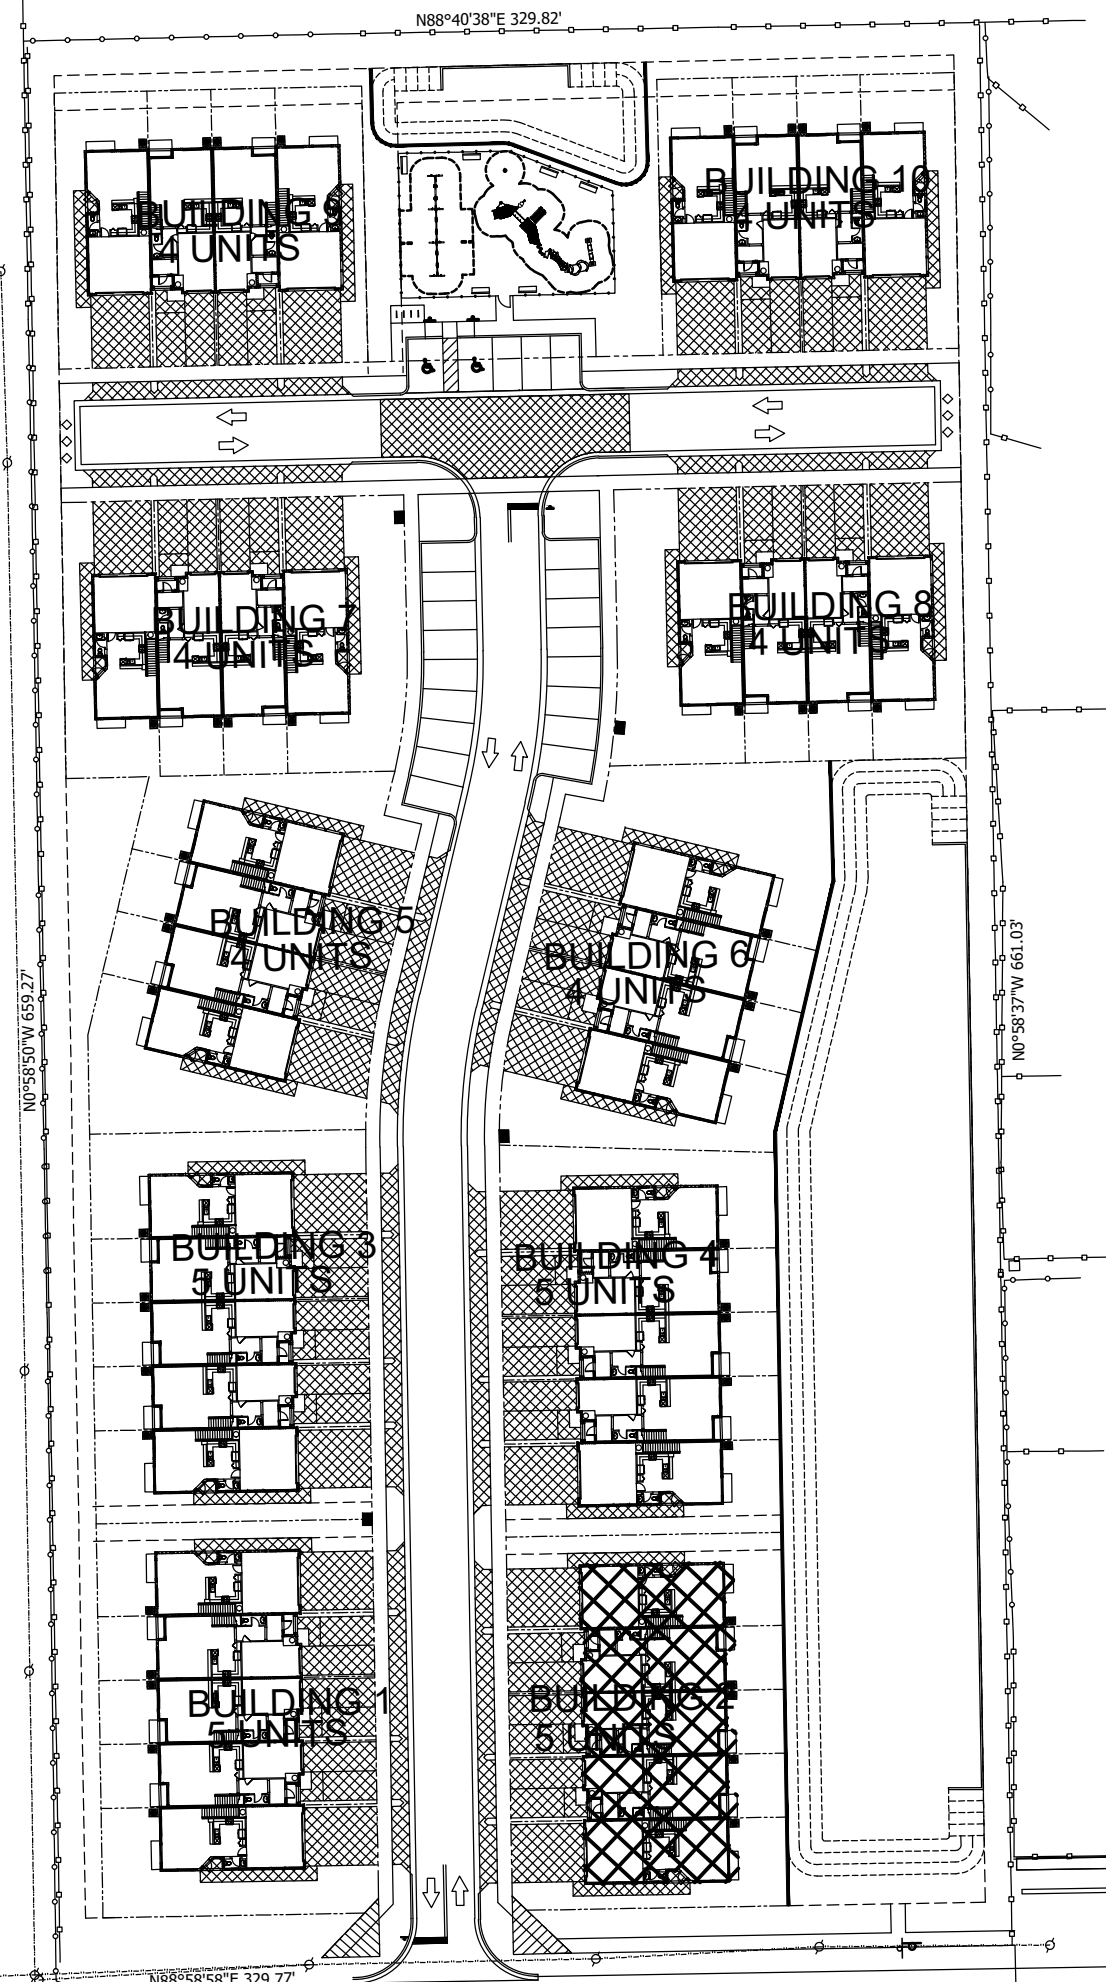 N88°40'38"E 329.82'
BUILDING 9
4 UNITS
BUILDING 10
4 UNITS
BUILDING 7
4 UNITS
BUILDING 8
4 UNITS
BUILDING 5
4 UNITS
BUILDING 6
4 UNITS
N0°58'50"W 659.27'
N0°58'37"W 661.03'
BUILDING 3
5 UNITS
BUILDING 4
5 UNITS
BUILDING 1
5 UNITS
BUILDING 2
5 UNITS
N88°58'58"E 329.77'